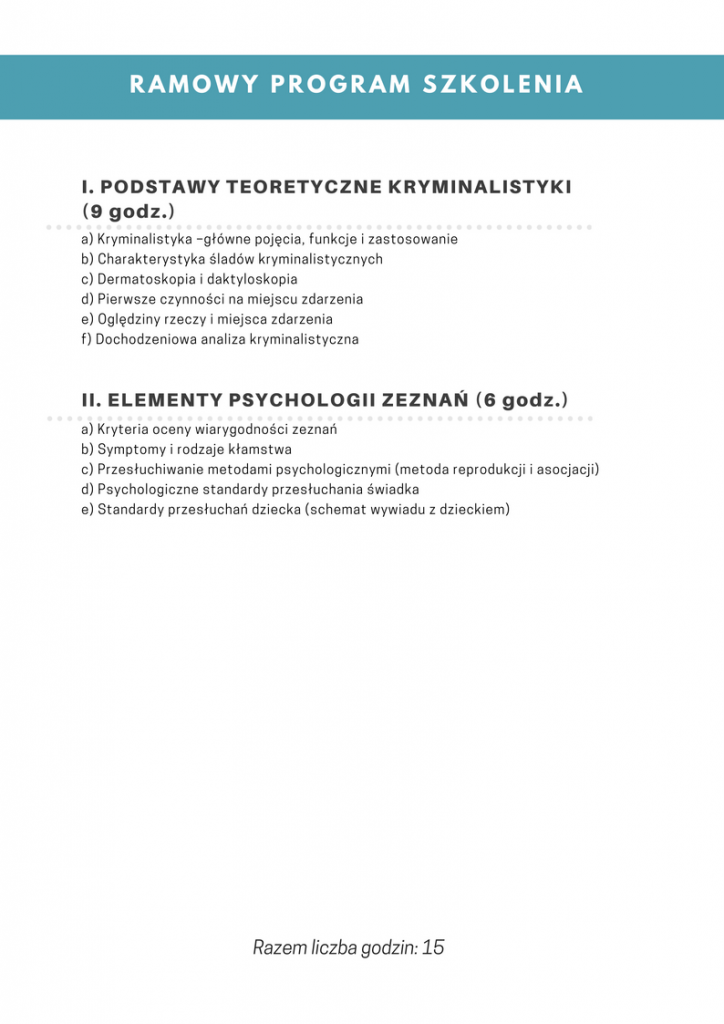 RAMOWY PROGRAM SZKOLENIA
I. PODSTAWY TEORETYCZNE KRYMINALISTYKI
(9 godz.)
a) Kryminalistyka –główne pojęcia, funkcje i zastosowanie
b) Charakterystyka śladów kryminalistycznych
c) Dermatoskopia i daktyloskopia
d) Pierwsze czynności na miejscu zdarzenia
e) Oględziny rzeczy i miejsca zdarzenia
f) Dochodzeniowa analiza kryminalistyczna
II. ELEMENTY PSYCHOLOGII ZEZNAŃ (6 godz.)
a) Kryteria oceny wiarygodności zeznań
b) Symptomy i rodzaje kłamstwa
c) Przesłuchiwanie metodami psychologicznymi (metoda reprodukcji i asocjacji)
d) Psychologiczne standardy przesłuchania świadka
e) Standardy przesłuchań dziecka (schemat wywiadu z dzieckiem)
Razem liczba godzin: 15